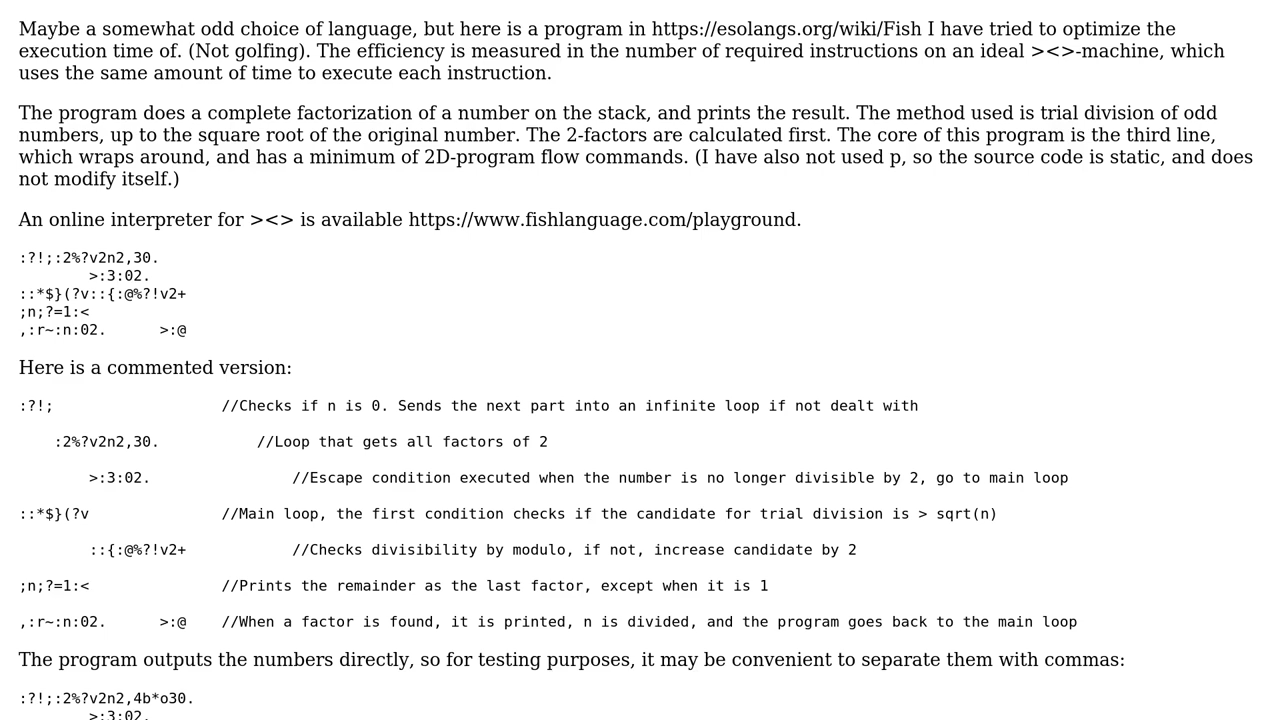 Maybe a somewhat odd choice of language, but here is a program in https://esolangs.org/wiki/Fish I have tried to optimize the
execution time of. (Not golfing). The efficiency is measured in the number of required instructions on an ideal ><>-machine, which
uses the same amount of time to execute each instruction.
The program does a complete factorization of a number on the stack, and prints the result. The method used is trial division of odd
numbers, up to the square root of the original number. The 2-factors are calculated first. The core of this program is the third line,
which wraps around, and has a minimum of 2D-program flow commands. (I have also not used p, so the source code is static, and does
not modify itself.)
An online interpreter for ><> is available https://www.fishlanguage.com/playground.
:?!;:2%?v2n2,30.
        >:3:02.
::*$}(?v::{:@%?!v2+
;n;?=1:<
,:r~:n:02.      >:@
Here is a commented version:
:?!;                   //Checks if n is 0. Sends the next part into an infinite loop if not dealt with
    :2%?v2n2,30.           //Loop that gets all factors of 2
        >:3:02.                //Escape condition executed when the number is no longer divisible by 2, go to main loop
::*$}(?v               //Main loop, the first condition checks if the candidate for trial division is > sqrt(n)
        ::{:@%?!v2+            //Checks divisibility by modulo, if not, increase candidate by 2
;n;?=1:<               //Prints the remainder as the last factor, except when it is 1
,:r~:n:02.      >:@    //When a factor is found, it is printed, n is divided, and the program goes back to the main loop
The program outputs the numbers directly, so for testing purposes, it may be convenient to separate them with commas:
:?!;:2%?v2n2,4b*o30.
        >:3:02.